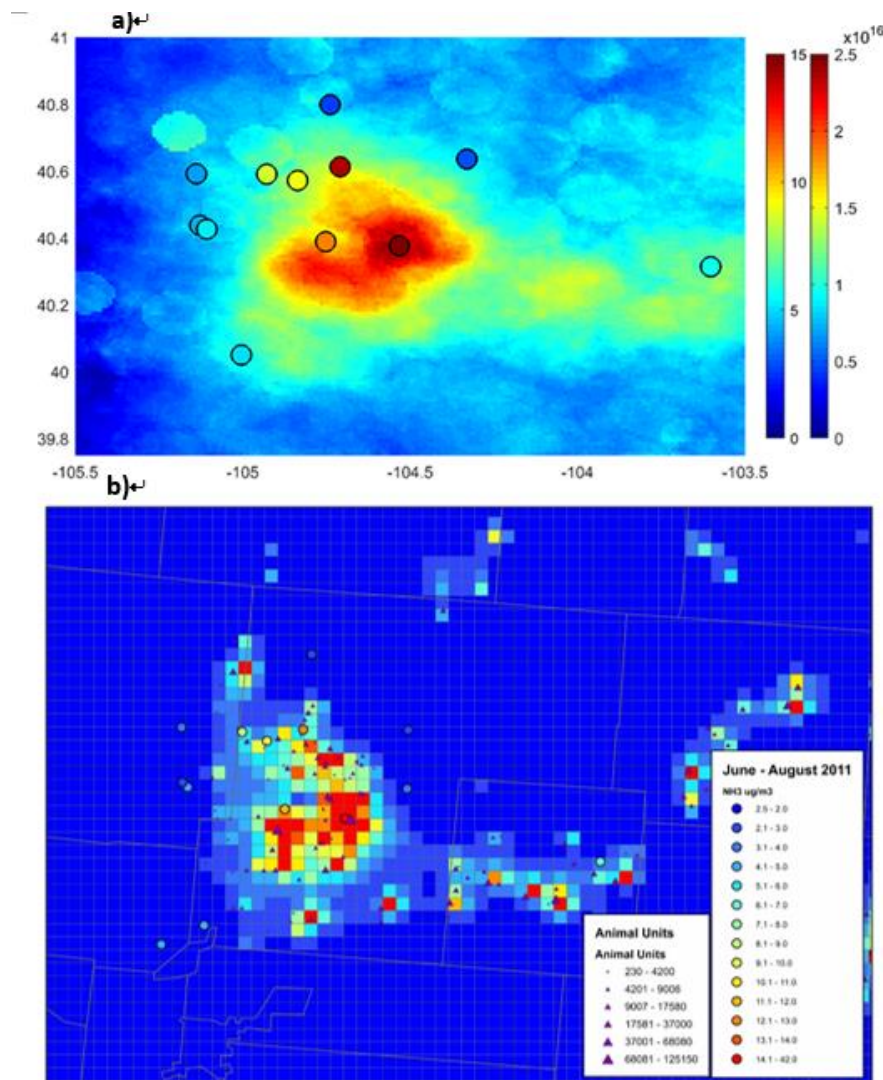 a)↵
x10¹⁶
41
40.8
40.6
40.4
40.2
40
39.8
-105.5
-105
-104.5
-104
-103.5
15
10
5
0
2.5
2
1.5
1
0.5
0
b)↵
June - August 2011
NH3 ug/m3
2.5 - 2.0
2.1 - 3.0
3.1 - 4.0
4.1 - 5.0
5.1 - 6.0
6.1 - 7.0
7.1 - 8.0
8.1 - 9.0
9.1 - 10.0
10.1 - 11.0
11.1 - 12.0
12.1 - 13.0
13.1 - 14.0
14.1 - 42.0
Animal Units
Animal Units
230 - 4200
4201 - 9006
9007 - 17580
17581 - 37000
37001 - 68080
68081 - 125150